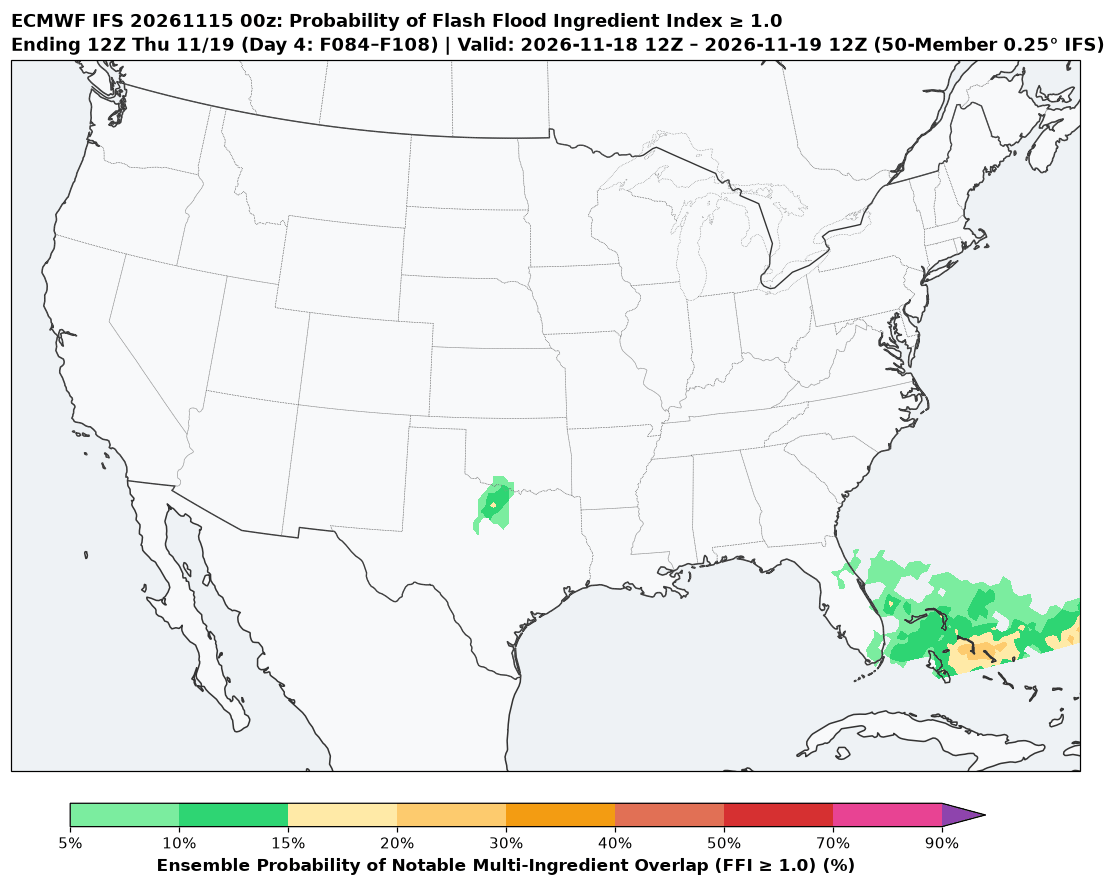 ECMWF IFS 20261115 00z: Probability of Flash Flood Ingredient Index ≥ 1.0
Ending 12Z Thu 11/19 (Day 4: F084–F108) | Valid: 2026-11-18 12Z – 2026-11-19 12Z (50-Member 0.25° IFS)
5% 10% 15% 20% 30% 40% 50% 70% 90%
Ensemble Probability of Notable Multi-Ingredient Overlap (FFI ≥ 1.0) (%)